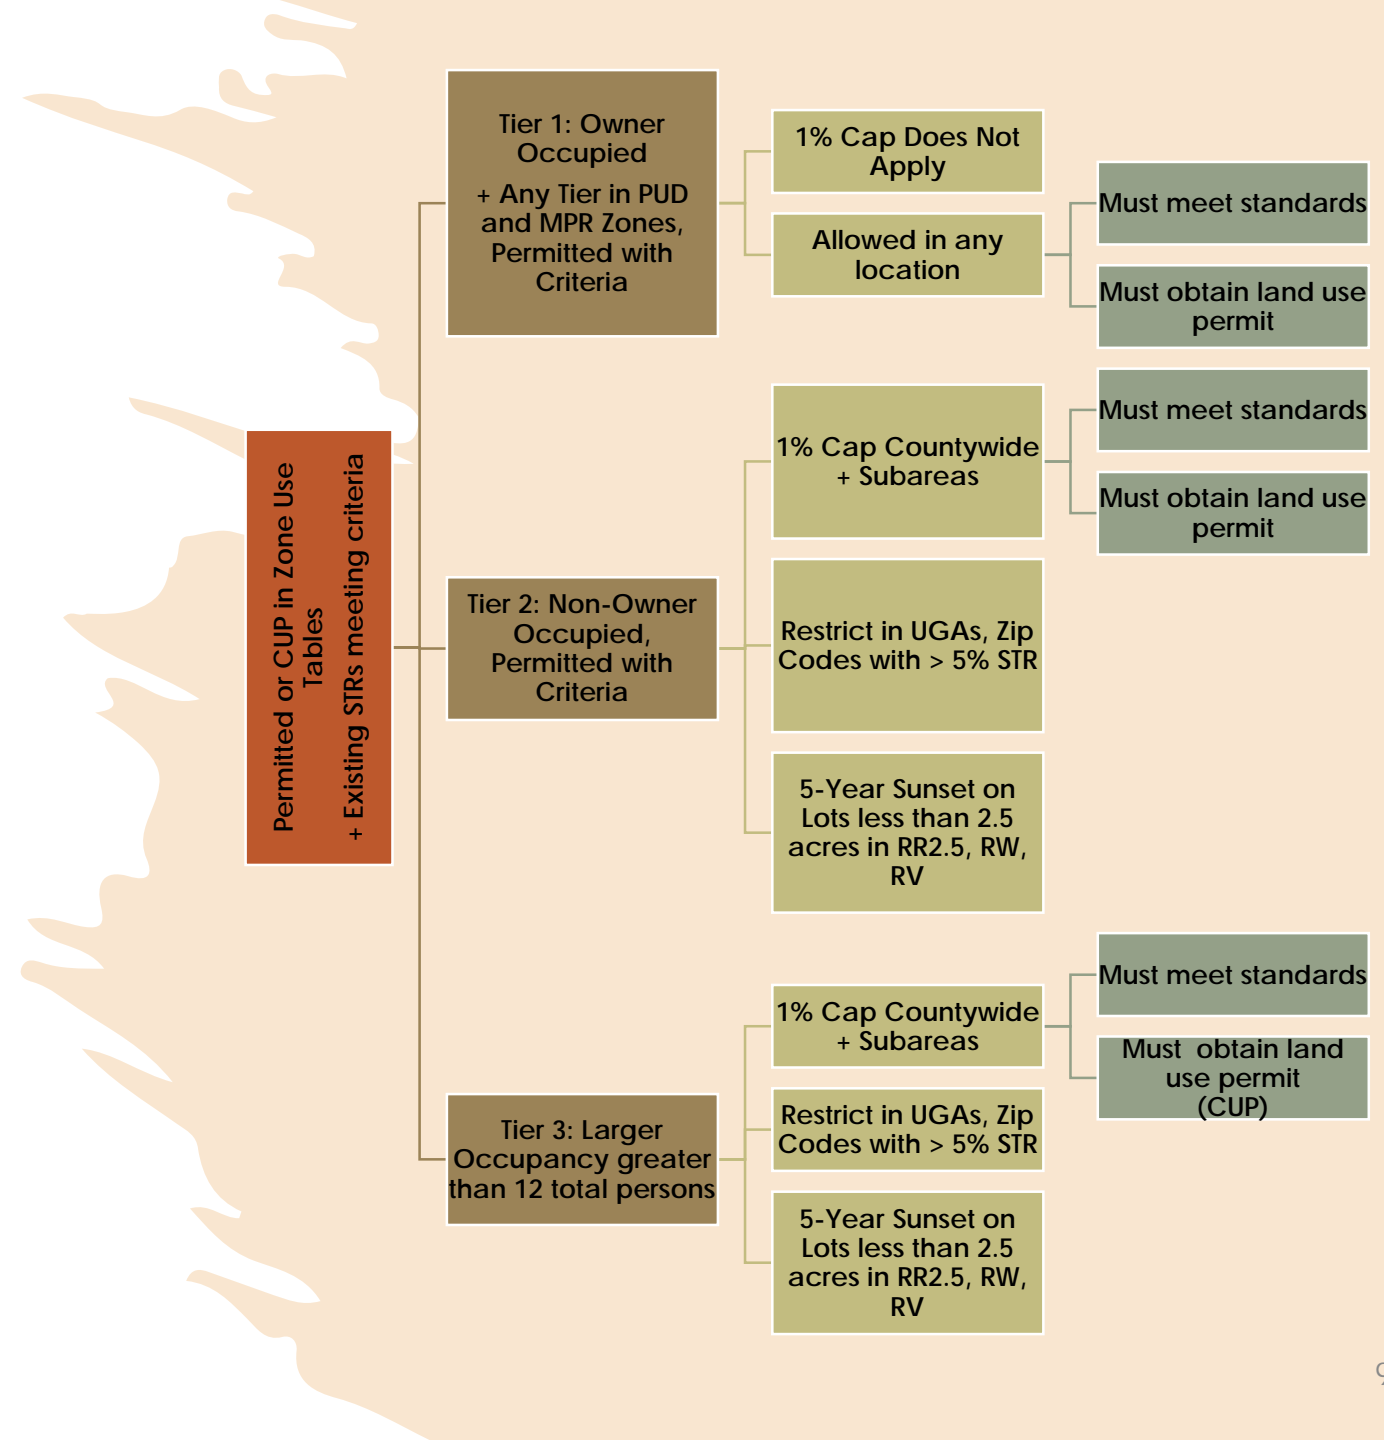 Permitted or CUP in Zone Use
Tables
+ Existing STRs meeting criteria
Tier 1: Owner
Occupied
+ Any Tier in PUD
and MPR Zones,
Permitted with
Criteria
1% Cap Does Not
Apply
Allowed in any
location
Must meet standards
Must obtain land use
permit
Tier 2: Non-Owner
Occupied,
Permitted with
Criteria
1% Cap Countywide
+ Subareas
Must meet standards
Must obtain land use
permit
Restrict in UGAs, Zip
Codes with > 5% STR
5-Year Sunset on
Lots less than 2.5
acres in RR2.5, RW,
RV
Tier 3: Larger
Occupancy greater
than 12 total persons
1% Cap Countywide
+ Subareas
Must meet standards
Must  obtain land
use permit
(CUP)
Restrict in UGAs, Zip
Codes with > 5% STR
5-Year Sunset on
Lots less than 2.5
acres in RR2.5, RW,
RV